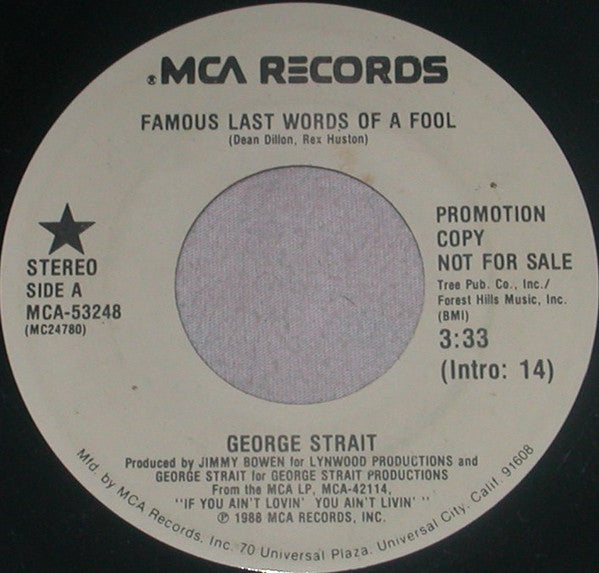 ®MCA RECORDS
FAMOUS LAST WORDS OF A FOOL
(Dean Dillon, Rex Huston)
STEREO
SIDE A
MCA-53248
(MC24780)
PROMOTION
COPY
NOT FOR SALE
Tree Pub. Co., Inc./
Forest Hills Music, Inc.
(BMI)
3:33
(Intro: 14)
GEORGE STRAIT
Produced by JIMMY BOWEN for LYNWOOD PRODUCTIONS and
GEORGE STRAIT for GEORGE STRAIT PRODUCTIONS
From the MCA LP, MCA-42114,
"IF YOU AIN'T LOVIN' YOU AIN'T LIVIN' "
℗ 1988 MCA RECORDS, INC.
Mfd. by MCA Records, Inc. 70 Universal Plaza. Universal City. Calif. 91608